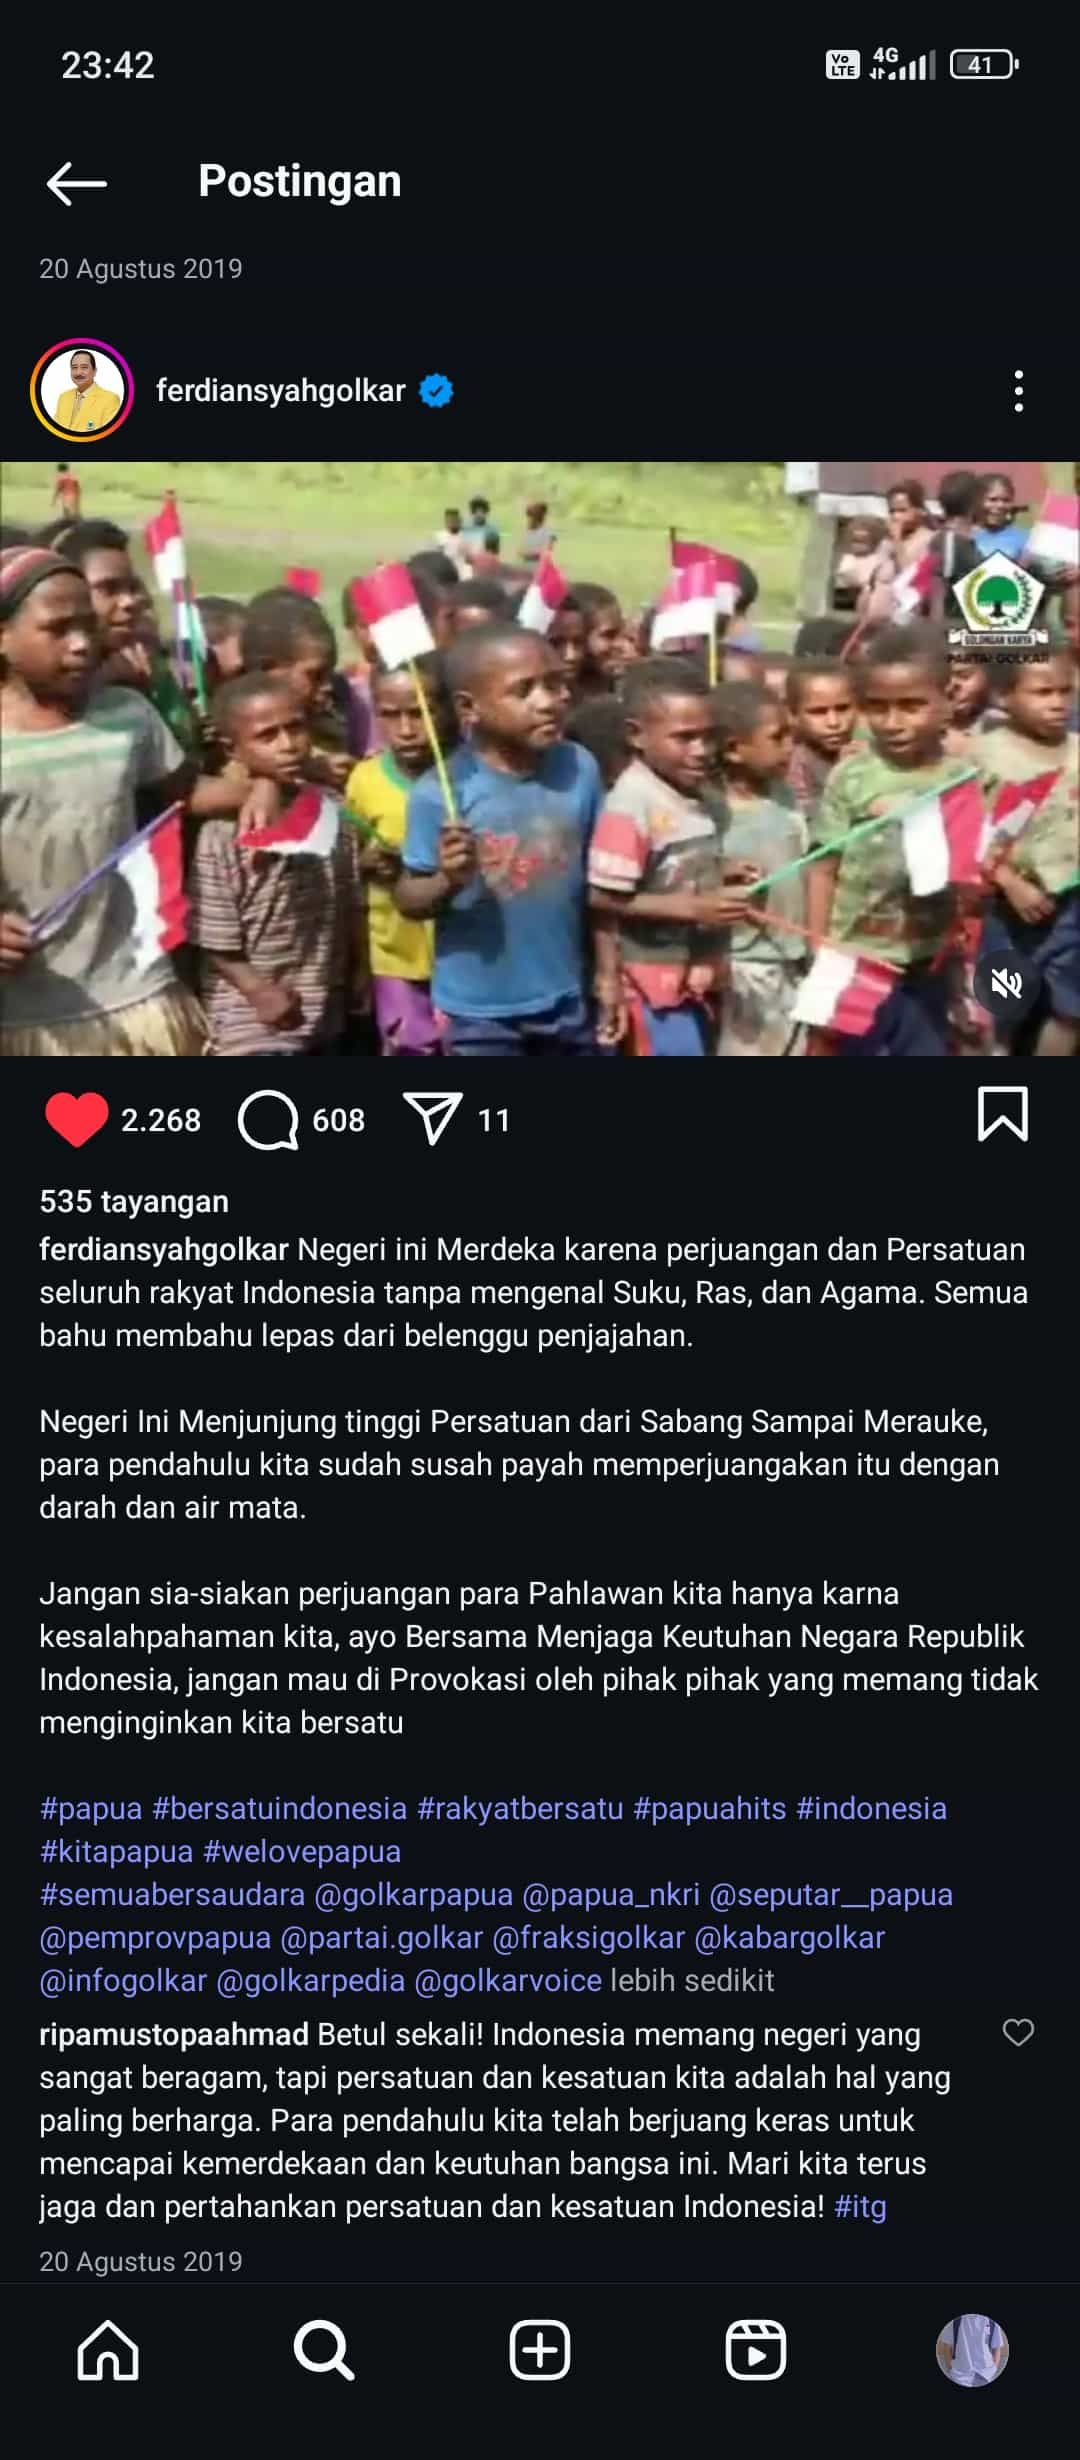 23:42
Vo LTE 4G 41
Postingan
20 Agustus 2019
ferdiansyahgolkar
GOLONGAN KARYA
PARTAI GOLKAR
2.268 608 11
535 tayangan
ferdiansyahgolkar Negeri ini Merdeka karena perjuangan dan Persatuan
seluruh rakyat Indonesia tanpa mengenal Suku, Ras, dan Agama. Semua
bahu membahu lepas dari belenggu penjajahan.
Negeri Ini Menjunjung tinggi Persatuan dari Sabang Sampai Merauke,
para pendahulu kita sudah susah payah memperjuangakan itu dengan
darah dan air mata.
Jangan sia-siakan perjuangan para Pahlawan kita hanya karna
kesalahpahaman kita, ayo Bersama Menjaga Keutuhan Negara Republik
Indonesia, jangan mau di Provokasi oleh pihak pihak yang memang tidak
menginginkan kita bersatu
#papua #bersatuindonesia #rakyatbersatu #papuahits #indonesia
#kitapapua #welovepapua
#semuabersaudara @golkarpapua @papua_nkri @seputar__papua
@pemprovpapua @partai.golkar @fraksigolkar @kabargolkar
@infogolkar @golkarpedia @golkarvoice lebih sedikit
ripamustopaahmad Betul sekali! Indonesia memang negeri yang
sangat beragam, tapi persatuan dan kesatuan kita adalah hal yang
paling berharga. Para pendahulu kita telah berjuang keras untuk
mencapai kemerdekaan dan keutuhan bangsa ini. Mari kita terus
jaga dan pertahankan persatuan dan kesatuan Indonesia! #itg
20 Agustus 2019